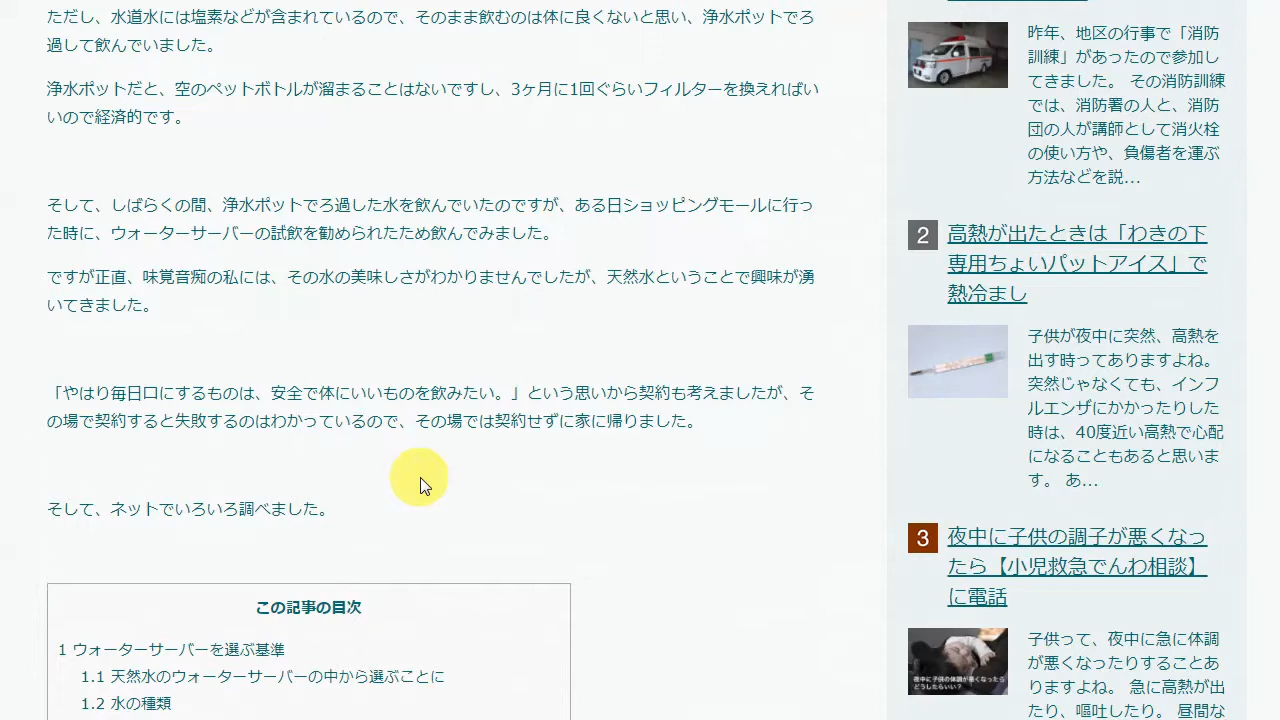 ただし、水道水には塩素などが含まれているので、そのまま飲むのは体に良くないと思い、浄水ポットでろ
過して飲んでいました。
浄水ポットだと、空のペットボトルが溜まることはないですし、3ヶ月に1回ぐらいフィルターを換えればい
いので経済的です。
そして、しばらくの間、浄水ポットでろ過した水を飲んでいたのですが、ある日ショッピングモールに行っ
た時に、ウォーターサーバーの試飲を勧められたため飲んでみました。
ですが正直、味覚音痴の私には、その水の美味しさがわかりませんでしたが、天然水ということで興味が湧
いてきました。
「やはり毎日口にするものは、安全で体にいいものを飲みたい。」という思いから契約も考えましたが、そ
の場で契約すると失敗するのはわかっているので、その場では契約せずに家に帰りました。
そして、ネットでいろいろ調べました。
この記事の目次
1 ウォーターサーバーを選ぶ基準
1.1 天然水のウォーターサーバーの中から選ぶことに
1.2 水の種類
昨年、地区の行事で「消防
訓練」があったので参加し
てきました。 その消防訓練
では、消防署の人と、消防
団の人が講師として消火栓
の使い方や、負傷者を運ぶ
方法などを説…
2 高熱が出たときは「わきの下
専用ちょいパットアイス」で
熱冷まし
子供が夜中に突然、高熱を
出す時ってありますよね。
突然じゃなくても、インフ
ルエンザにかかったりした
時は、40度近い高熱で心配
になることもあると思いま
す。 あ…
3 夜中に子供の調子が悪くなっ
たら【小児救急でんわ相談】
に電話
夜中に子供の体調が悪くなったら
どうしたらいい？
子供って、夜中に急に体調
が悪くなったりすることあ
りますよね。 急に高熱が出
たり、嘔吐したり。 昼間な